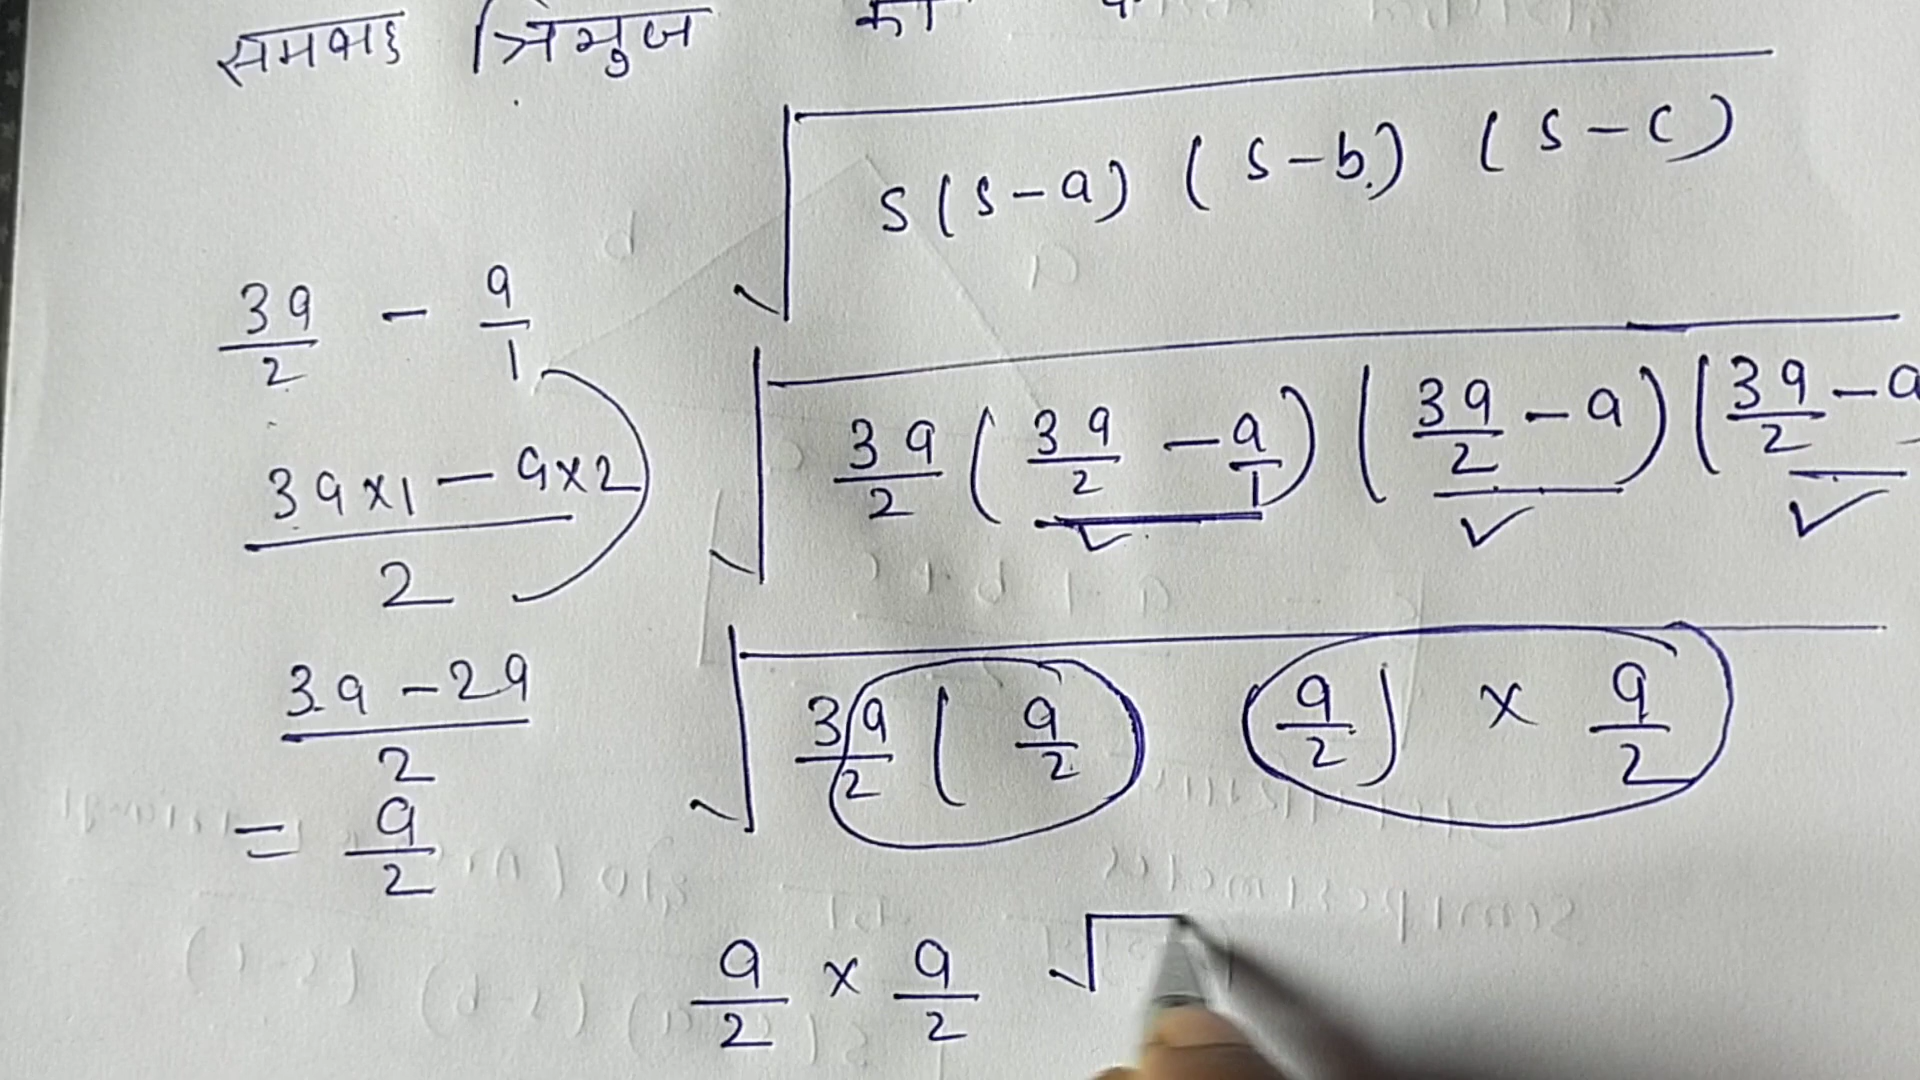 समबाहु त्रिभुज का
√s(s-a) (s-b) (s-c)
3a/2 - a/1
√3a/2 (3a/2 - a/1) (3a/2 - a) (3a/2 - a
3a×1 - a×2 / 2
3a - 2a / 2
√3a/2 ( a/2 a/2 ) × a/2
= a/2
a/2 × a/2 √